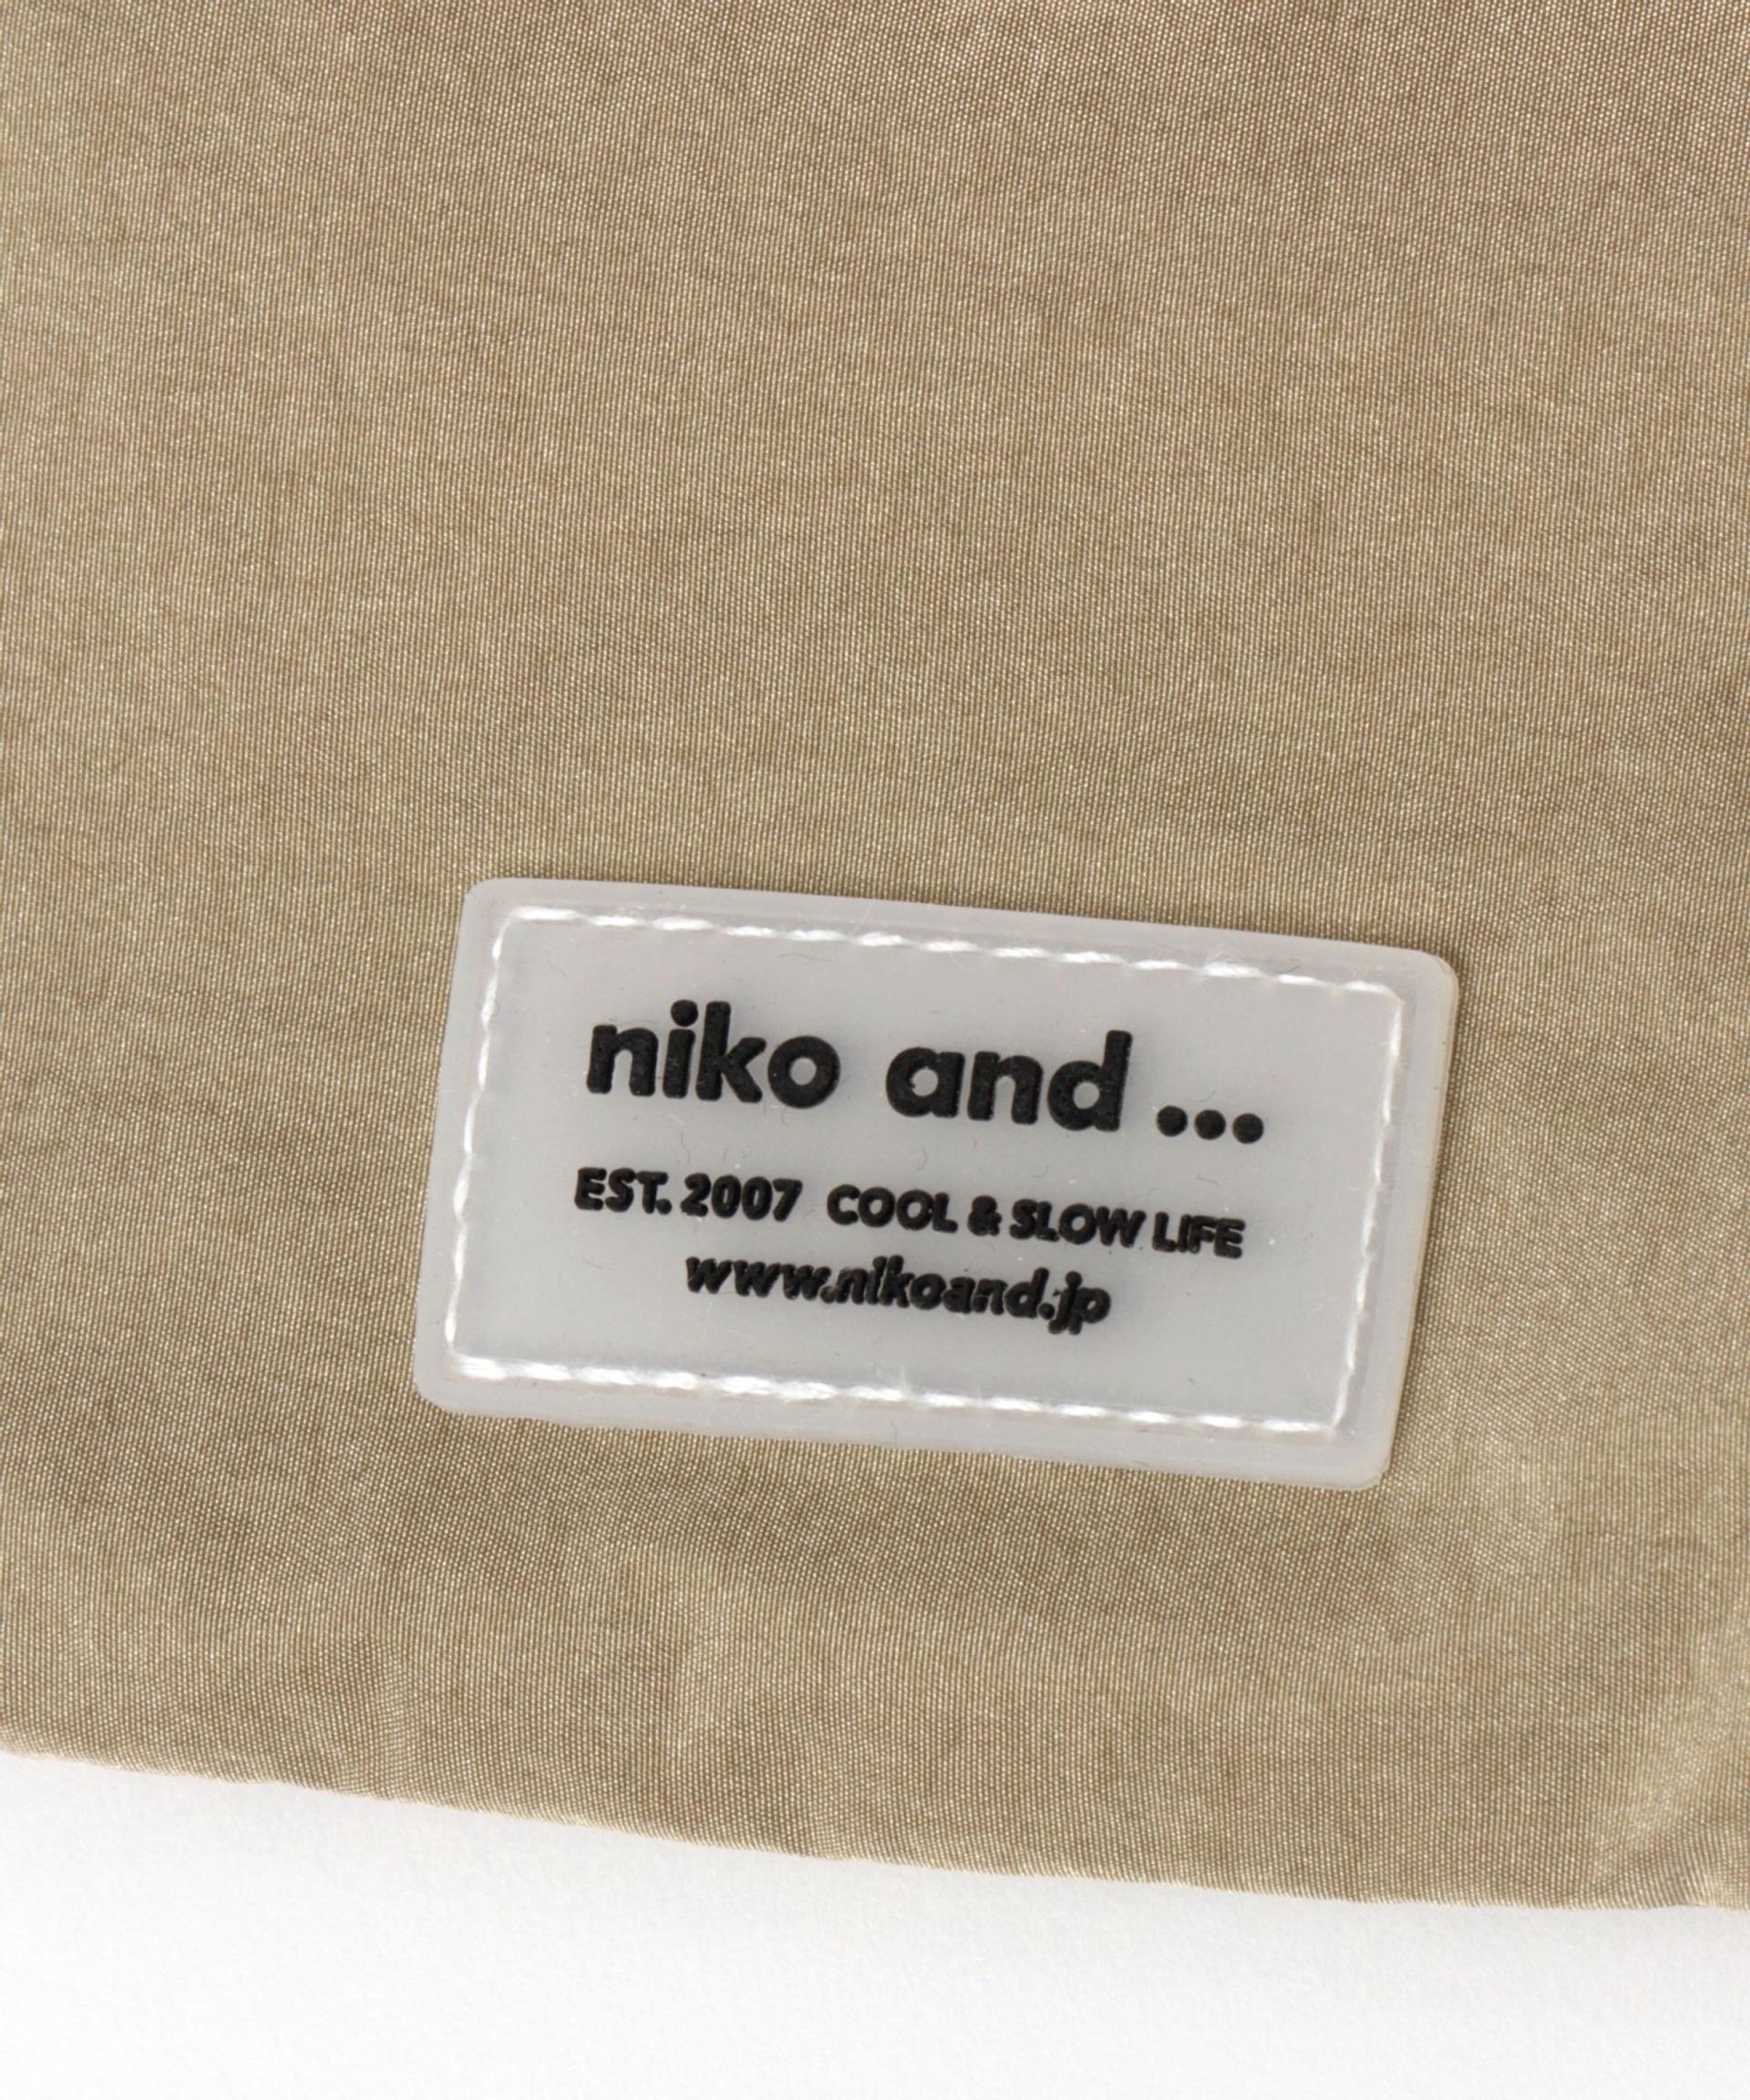 niko and ...
EST. 2007 COOL & SLOW LIFE
www.nikoand.jp